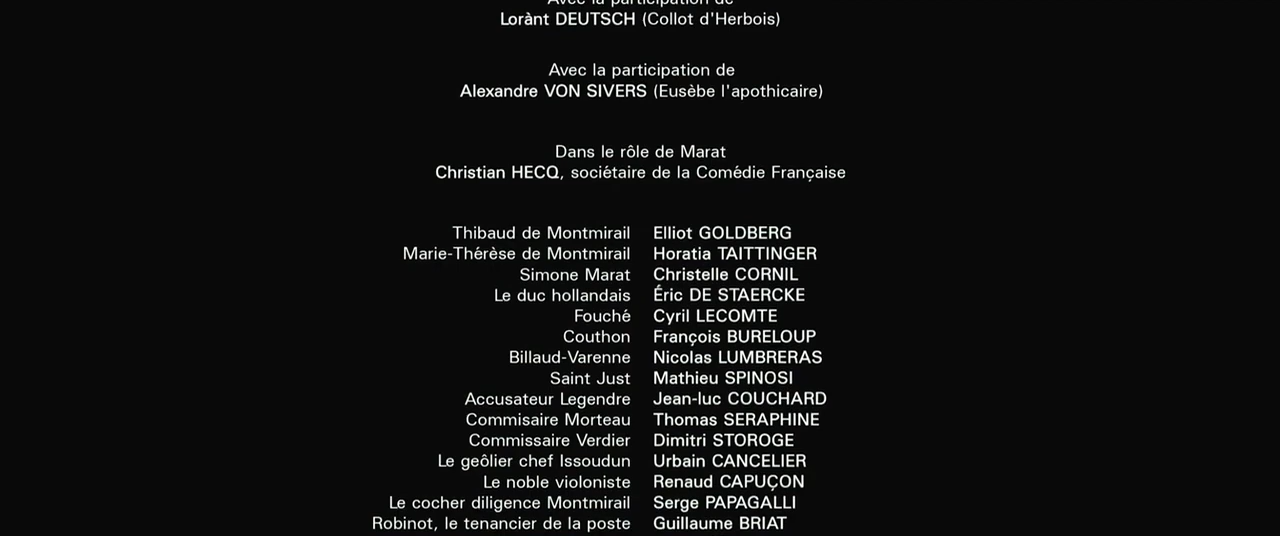 Avec la participation de
Lorànt DEUTSCH (Collot d'Herbois)
Avec la participation de
Alexandre VON SIVERS (Eusèbe l'apothicaire)
Dans le rôle de Marat
Christian HECQ, sociétaire de la Comédie Française
Thibaud de Montmirail Elliot GOLDBERG
Marie-Thérèse de Montmirail Horatia TAITTINGER
Simone Marat Christelle CORNIL
Le duc hollandais Éric DE STAERCKE
Fouché Cyril LECOMTE
Couthon François BURELOUP
Billaud-Varenne Nicolas LUMBRERAS
Saint Just Mathieu SPINOSI
Accusateur Legendre Jean-luc COUCHARD
Commisaire Morteau Thomas SERAPHINE
Commissaire Verdier Dimitri STOROGE
Le geôlier chef Issoudun Urbain CANCELIER
Le noble violoniste Renaud CAPUÇON
Le cocher diligence Montmirail Serge PAPAGALLI
Robinot, le tenancier de la poste Guillaume BRIAT